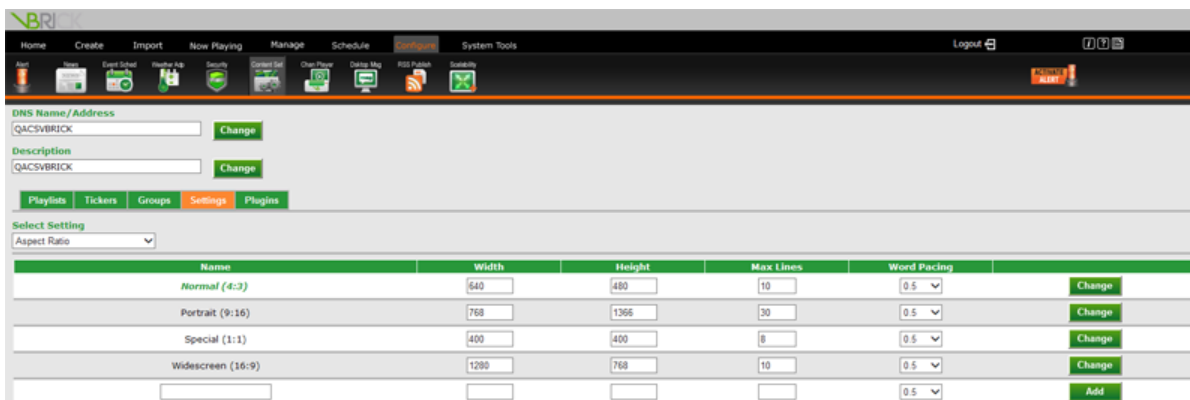 VBRICK
Home Create Import Now Playing Manage Schedule Configure System Tools Logout
Alert News Event Sched Weather Adp Security Content Set Chan Player Dsktop Msg RSS Publish Scalability ACTIVATE ALERT
DNS Name/Address
QACSVBRICK Change
Description
QACSVBRICK Change
Playlists Tickers Groups Settings Plugins
Select Setting
Aspect Ratio
Name Width Height Max Lines Word Pacing
Normal (4:3) 640 480 10 0.5 Change
Portrait (9:16) 768 1366 30 0.5 Change
Special (1:1) 400 400 8 0.5 Change
Widescreen (16:9) 1280 768 10 0.5 Change
0.5 Add